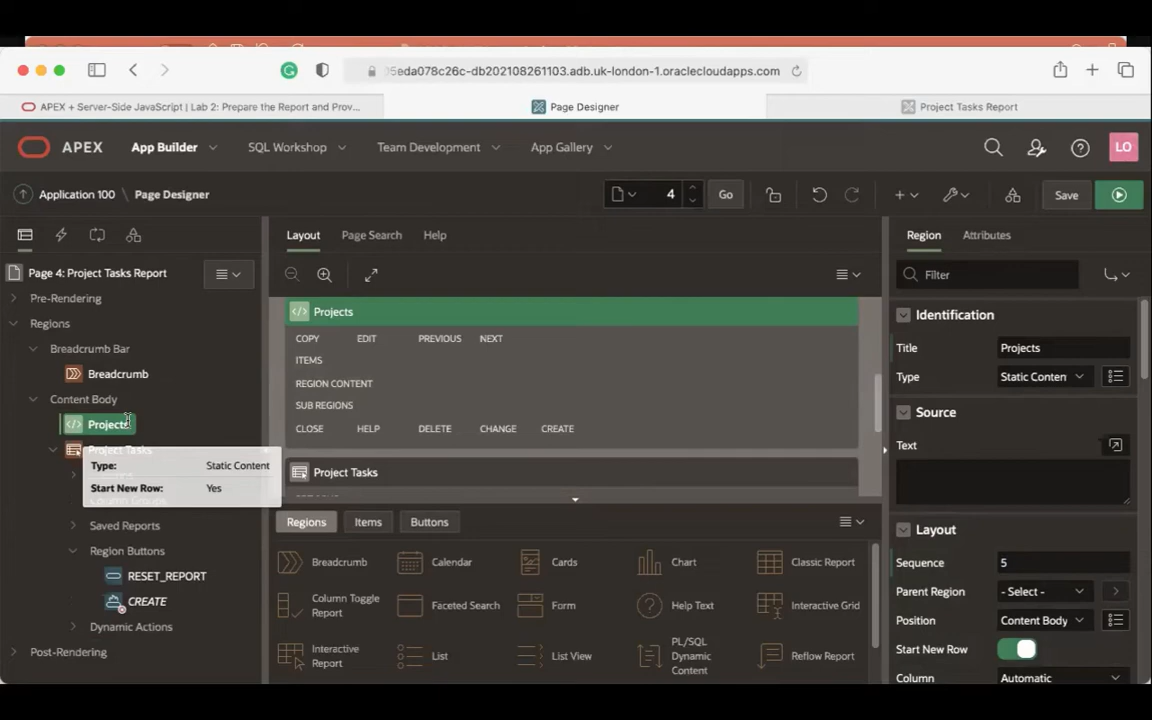 05eda078c26c-db202108261103.adb.uk-london-1.oraclecloudapps.com
APEX + Server-Side JavaScript | Lab 2: Prepare the Report and Prov...
Page Designer
Project Tasks Report
APEX
App Builder
SQL Workshop
Team Development
App Gallery
LO
Application 100 \ Page Designer
4
Go
Save
Layout
Page Search
Help
Region
Attributes
Page 4: Project Tasks Report
Filter
Pre-Rendering
Regions
Breadcrumb Bar
Breadcrumb
Content Body
Projects
Project Tasks
Type: Static Content
Start New Row: Yes
Column Groups
Saved Reports
Region Buttons
RESET_REPORT
CREATE
Dynamic Actions
Post-Rendering
Projects
COPY EDIT PREVIOUS NEXT
ITEMS
REGION CONTENT
SUB REGIONS
CLOSE HELP DELETE CHANGE CREATE
Project Tasks
Regions
Items
Buttons
Breadcrumb
Calendar
Cards
Chart
Classic Report
Column Toggle
Report
Faceted Search
Form
Help Text
Interactive Grid
Interactive
Report
List
List View
PL/SQL
Dynamic
Content
Reflow Report
Identification
Title Projects
Type Static Conten
Source
Text
Layout
Sequence 5
Parent Region - Select -
Position Content Body
Start New Row
Column Automatic